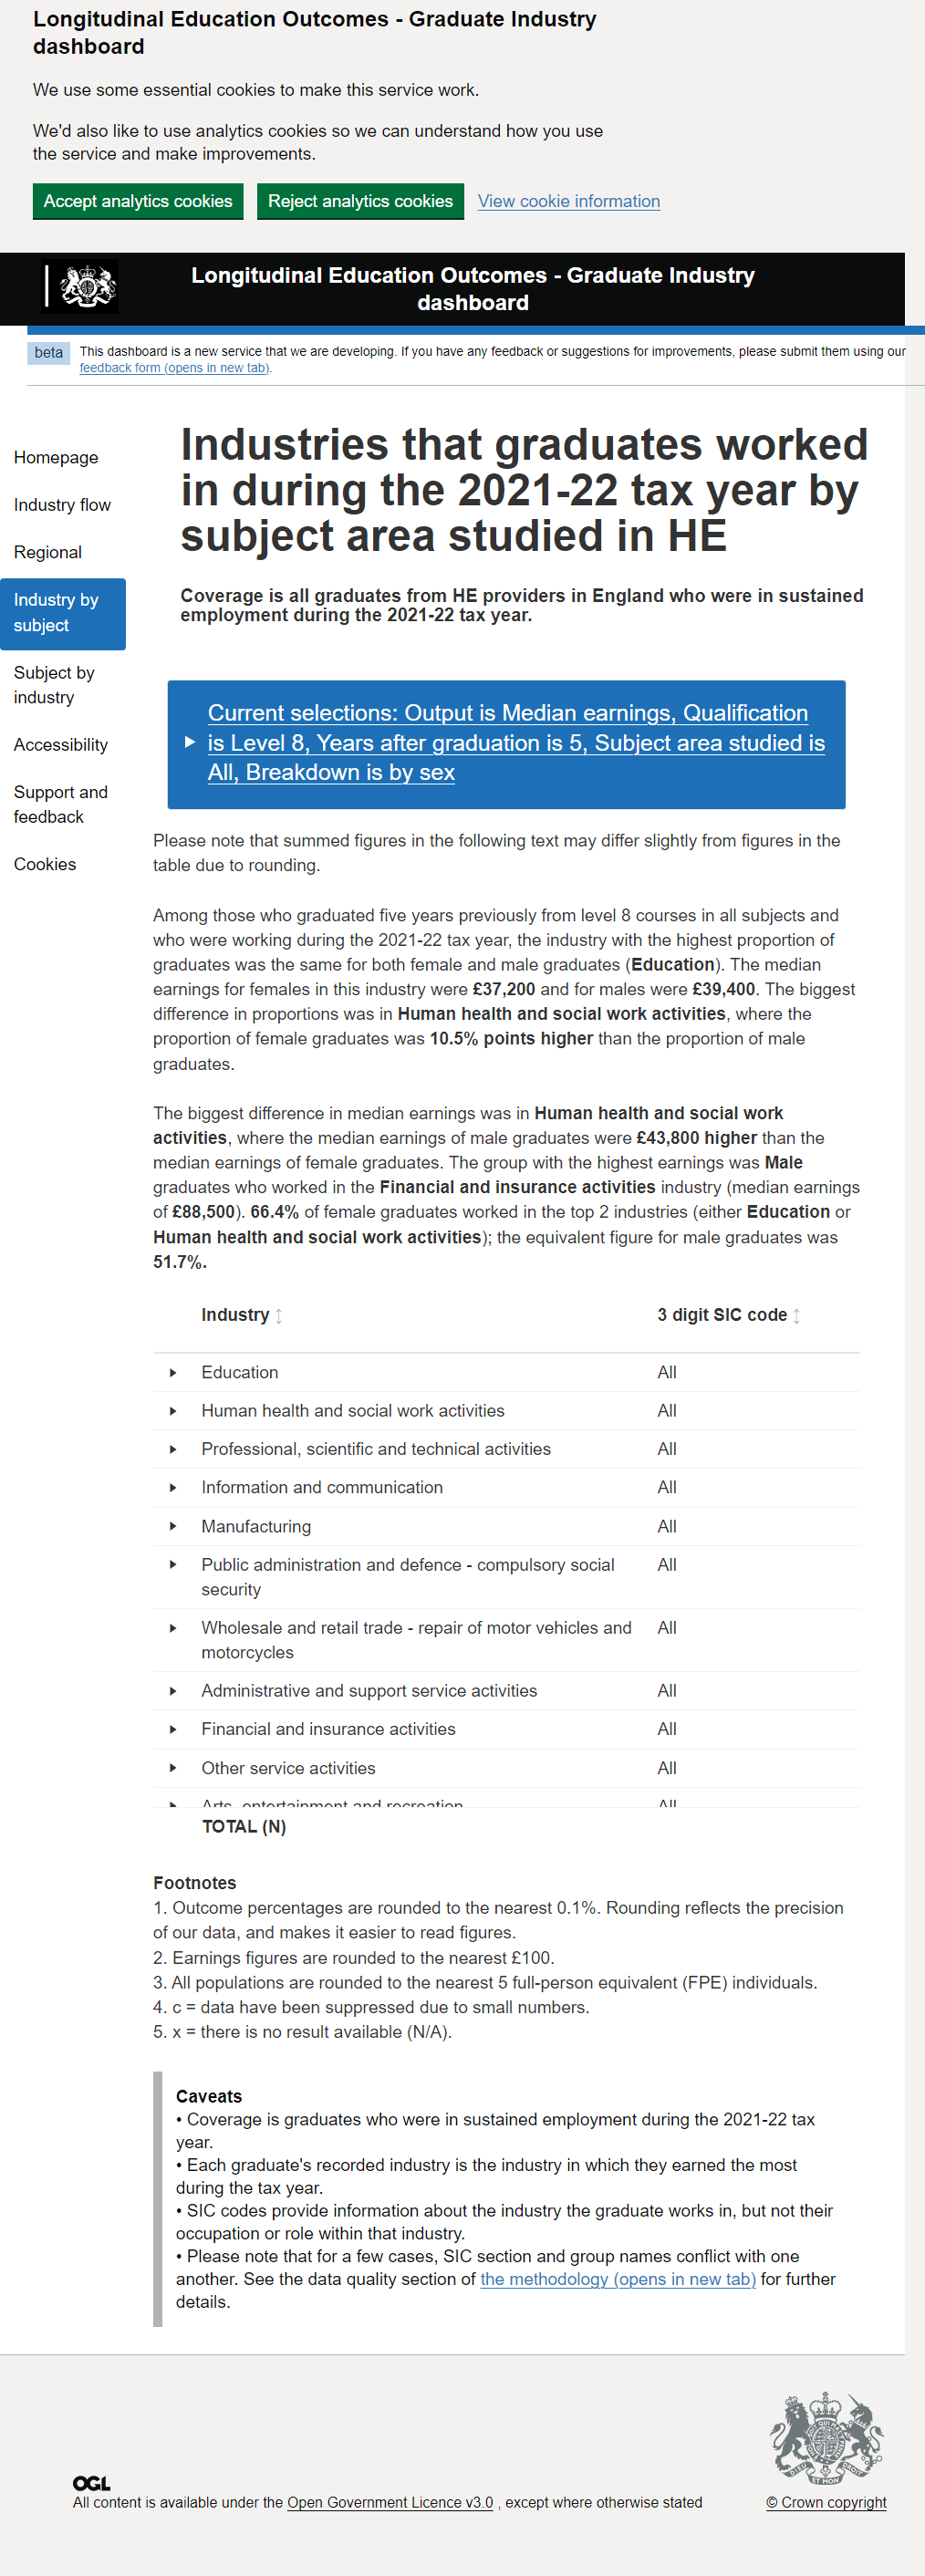 Longitudinal Education Outcomes - Graduate Industry
dashboard
We use some essential cookies to make this service work.
We'd also like to use analytics cookies so we can understand how you use
the service and make improvements.
Accept analytics cookies
Reject analytics cookies
View cookie information
Longitudinal Education Outcomes - Graduate Industry
dashboard
beta
This dashboard is a new service that we are developing. If you have any feedback or suggestions for improvements, please submit them using our
feedback form (opens in new tab).
Homepage
Industry flow
Regional
Industry by
subject
Subject by
industry
Accessibility
Support and
feedback
Cookies
Industries that graduates worked
in during the 2021-22 tax year by
subject area studied in HE
Coverage is all graduates from HE providers in England who were in sustained
employment during the 2021-22 tax year.
Current selections: Output is Median earnings, Qualification
is Level 8, Years after graduation is 5, Subject area studied is
All, Breakdown is by sex
Please note that summed figures in the following text may differ slightly from figures in the
table due to rounding.
Among those who graduated five years previously from level 8 courses in all subjects and
who were working during the 2021-22 tax year, the industry with the highest proportion of
graduates was the same for both female and male graduates (Education). The median
earnings for females in this industry were £37,200 and for males were £39,400. The biggest
difference in proportions was in Human health and social work activities, where the
proportion of female graduates was 10.5% points higher than the proportion of male
graduates.
The biggest difference in median earnings was in Human health and social work
activities, where the median earnings of male graduates were £43,800 higher than the
median earnings of female graduates. The group with the highest earnings was Male
graduates who worked in the Financial and insurance activities industry (median earnings
of £88,500). 66.4% of female graduates worked in the top 2 industries (either Education or
Human health and social work activities); the equivalent figure for male graduates was
51.7%.
Industry 3 digit SIC code
Education All
Human health and social work activities All
Professional, scientific and technical activities All
Information and communication All
Manufacturing All
Public administration and defence - compulsory social All
security
Wholesale and retail trade - repair of motor vehicles and All
motorcycles
Administrative and support service activities All
Financial and insurance activities All
Other service activities All
Arts, entertainment and recreation All
TOTAL (N)
Footnotes
1. Outcome percentages are rounded to the nearest 0.1%. Rounding reflects the precision
of our data, and makes it easier to read figures.
2. Earnings figures are rounded to the nearest £100.
3. All populations are rounded to the nearest 5 full-person equivalent (FPE) individuals.
4. c = data have been suppressed due to small numbers.
5. x = there is no result available (N/A).
Caveats
• Coverage is graduates who were in sustained employment during the 2021-22 tax
year.
• Each graduate's recorded industry is the industry in which they earned the most
during the tax year.
• SIC codes provide information about the industry the graduate works in, but not their
occupation or role within that industry.
• Please note that for a few cases, SIC section and group names conflict with one
another. See the data quality section of the methodology (opens in new tab) for further
details.
OGL
All content is available under the Open Government Licence v3.0 , except where otherwise stated
© Crown copyright